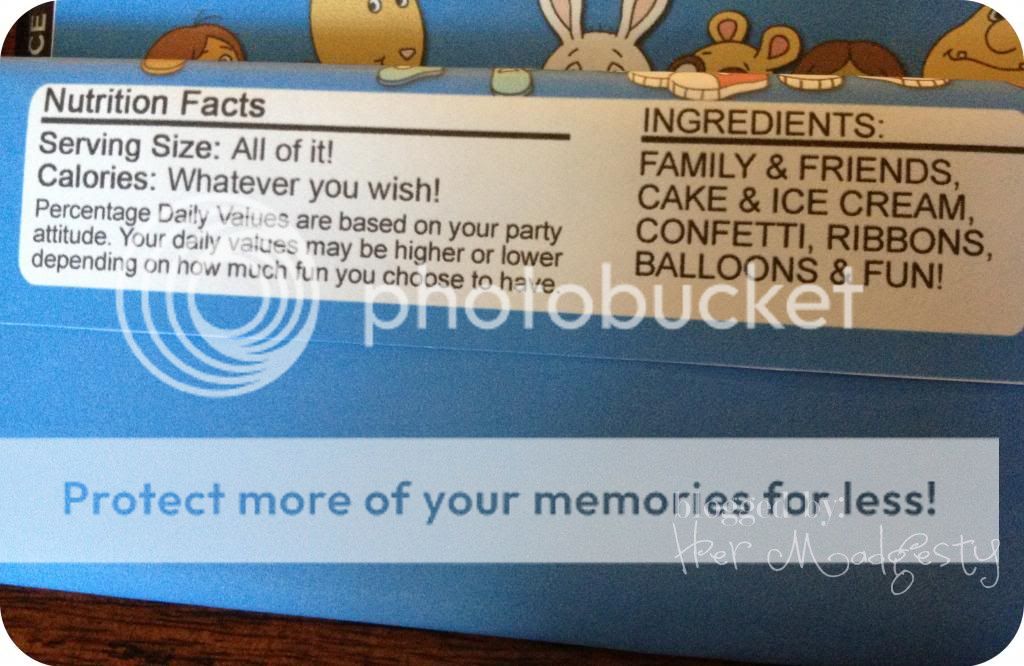 CE
Nutrition Facts
Serving Size: All of it!
Calories: Whatever you wish!
Percentage Daily Values are based on your party
attitude. Your daily values may be higher or lower
depending on how much fun you choose to have.
INGREDIENTS:
FAMILY & FRIENDS,
CAKE & ICE CREAM,
CONFETTI, RIBBONS,
BALLOONS & FUN!
photobucket
Protect more of your memories for less!
blogged by:
Her Madgesty